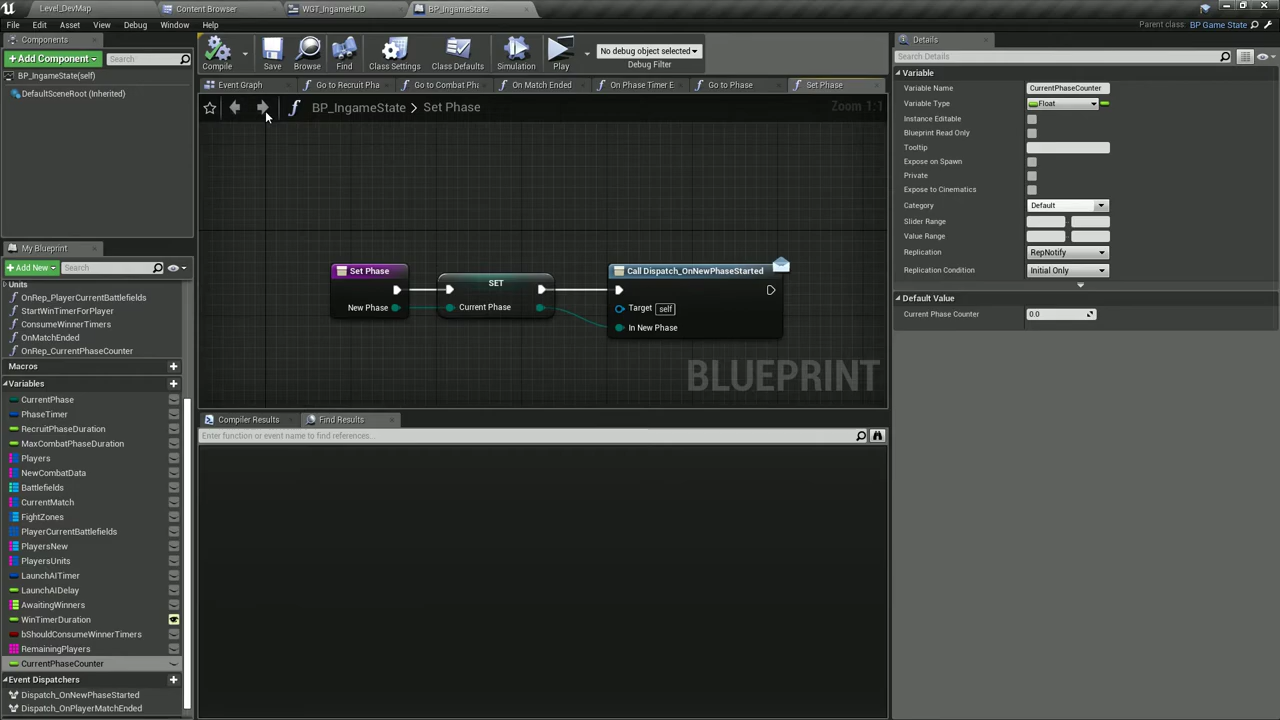 Level_DevMap
Content Browser
WGT_IngameHUD
BP_IngameState
File Edit Asset View Debug Window Help
Parent class: BP Game State
Components
+ Add Component
Search
BP_IngameState(self)
DefaultSceneRoot (Inherited)
Compile
Save
Browse
Find
Class Settings
Class Defaults
Simulation
Play
No debug object selected
Debug Filter
Event Graph
Go to Recruit Pha
Go to Combat Ph
On Match Ended
On Phase Timer E
Go to Phase
Set Phase
BP_IngameState > Set Phase
Zoom 1:1
Set Phase
New Phase
SET
Current Phase
Call Dispatch_OnNewPhaseStarted
Target self
In New Phase
BLUEPRINT
My Blueprint
+ Add New
Search
Units
OnRep_PlayerCurrentBattlefields
StartWinTimerForPlayer
ConsumeWinnerTimers
OnMatchEnded
OnRep_CurrentPhaseCounter
Macros
Variables
CurrentPhase
PhaseTimer
RecruitPhaseDuration
MaxCombatPhaseDuration
Players
NewCombatData
Battlefields
CurrentMatch
FightZones
PlayerCurrentBattlefields
PlayersNew
PlayersUnits
LaunchAITimer
LaunchAIDelay
AwaitingWinners
WinTimerDuration
bShouldConsumeWinnerTimers
RemainingPlayers
CurrentPhaseCounter
Event Dispatchers
Dispatch_OnNewPhaseStarted
Dispatch_OnPlayerMatchEnded
Compiler Results
Find Results
Enter function or event name to find references...
Details
Search Details
Variable
Variable Name CurrentPhaseCounter
Variable Type Float
Instance Editable
Blueprint Read Only
Tooltip
Expose on Spawn
Private
Expose to Cinematics
Category Default
Slider Range
Value Range
Replication RepNotify
Replication Condition Initial Only
Default Value
Current Phase Counter 0.0